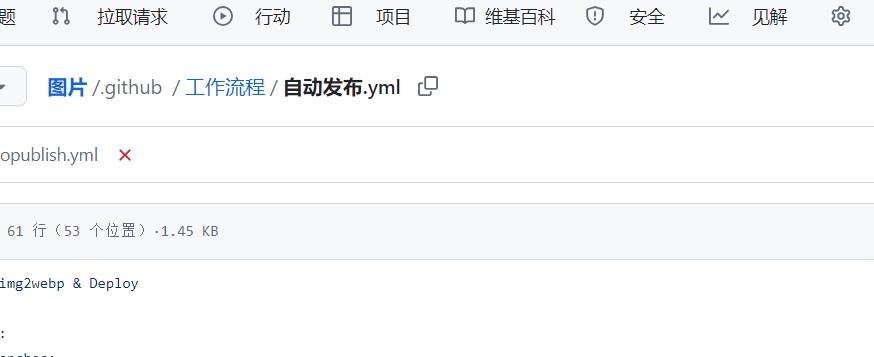 题 拉取请求 行动 项目 维基百科 安全 见解
图片 /.github / 工作流程 / 自动发布.yml
opublish.yml
61 行（53 个位置）·1.45 KB
img2webp & Deploy
: